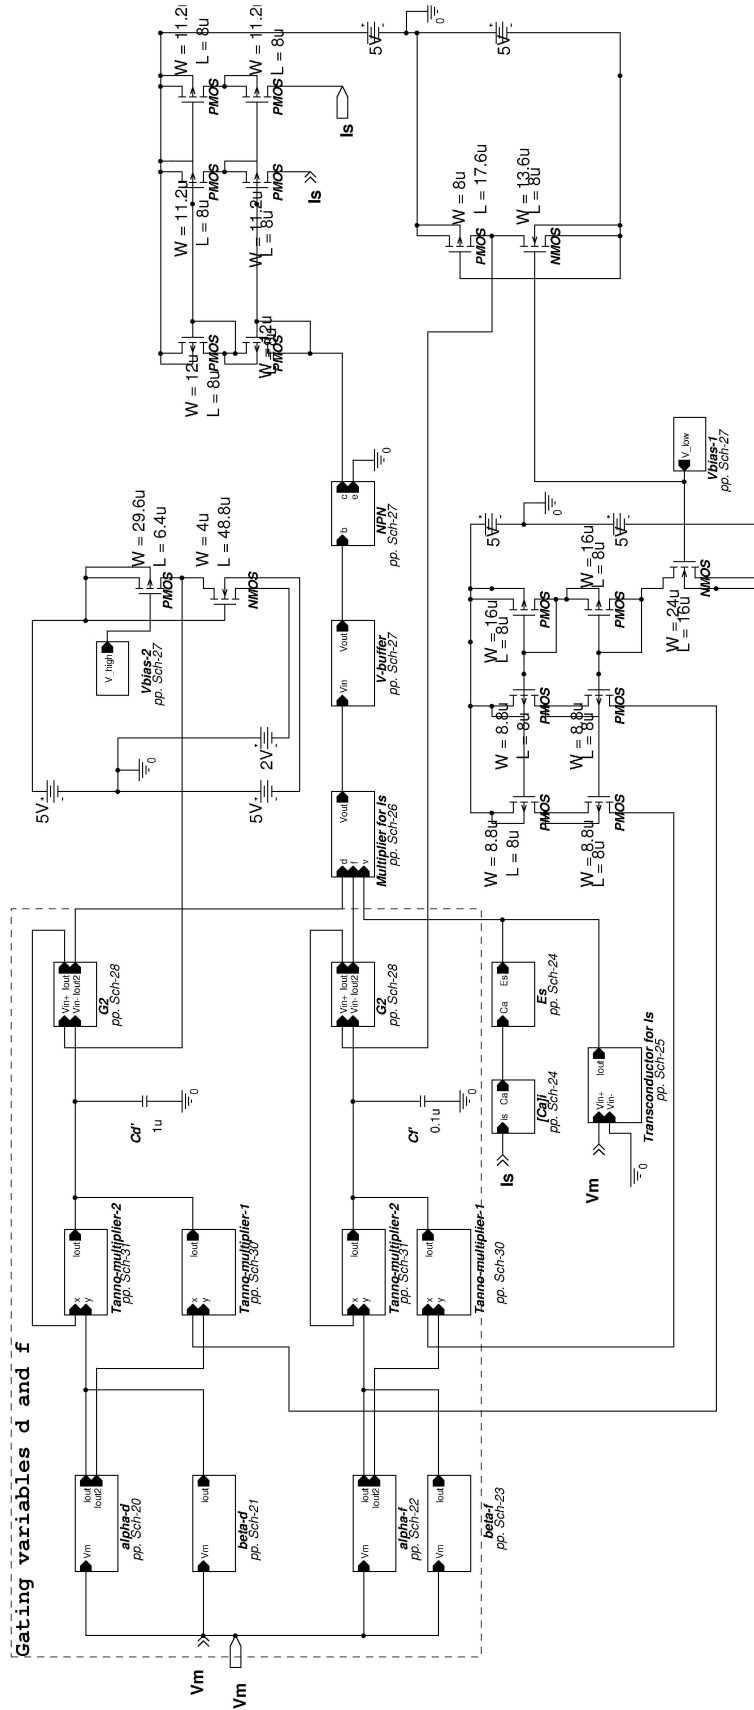 Gating variables d and f
Vm
Vm
Vm
Iout
Iout2
alpha-d
pp. Sch-20
Vm
Iout
beta-d
pp. Sch-21
Vm
Iout
Iout2
alpha-f
pp. Sch-22
Vm
Iout
beta-f
pp. Sch-23
x
y
Iout
Tanno-multiplier-2
pp. Sch-31
x
y
Iout
Tanno-multiplier-1
pp. Sch-30
x
y
Iout
Tanno-multiplier-2
pp. Sch-31
x
y
Iout
Tanno-multiplier-1
pp. Sch-30
Cd'
1u
0
Cf'
0.1u
0
Vin+
Vin-
Iout
Iout2
G2
pp. Sch-28
Vin+
Vin-
Iout
Iout2
G2
pp. Sch-28
Is
is
Ca
[Ca]i
pp. Sch-24
Ca
Es
Es
pp. Sch-24
Vm
0
Vin+
Vin-
Iout
Transconductor for Is
pp. Sch-25
d
f
v
Vout
Multiplier for Is
pp. Sch-26
Vin
Vout
V-buffer
pp. Sch-27
b
c
e
NPN
pp. Sch-27
0
5V
+
-
0
2V
+
-
5V
+
-
V_high
Vbias-2
pp. Sch-27
W = 29.6u
L = 6.4u
PMOS
W = 4u
L = 48.8u
NMOS
W = 12u
L = 8u
PMOS
W = 12u
L = 8u
PMOS
W = 11.2u
L = 8u
PMOS
W = 11.2u
L = 8u
PMOS
W = 11.2
L = 8u
PMOS
W = 11.2
L = 8u
PMOS
Is
Is
5V
+
-
0
5V
+
-
W = 8u
L = 17.6u
PMOS
W = 13.6u
L = 8u
NMOS
W = 8.8u
L = 8u
PMOS
W = 8.8u
L = 8u
PMOS
W = 8.8u
L = 8u
PMOS
W = 8.8u
L = 8u
PMOS
W = 16u
L = 8u
PMOS
W = 16u
L = 8u
PMOS
5V
+
-
0
5V
+
-
W = 24u
L = 16u
NMOS
V_low
Vbias-1
pp. Sch-27